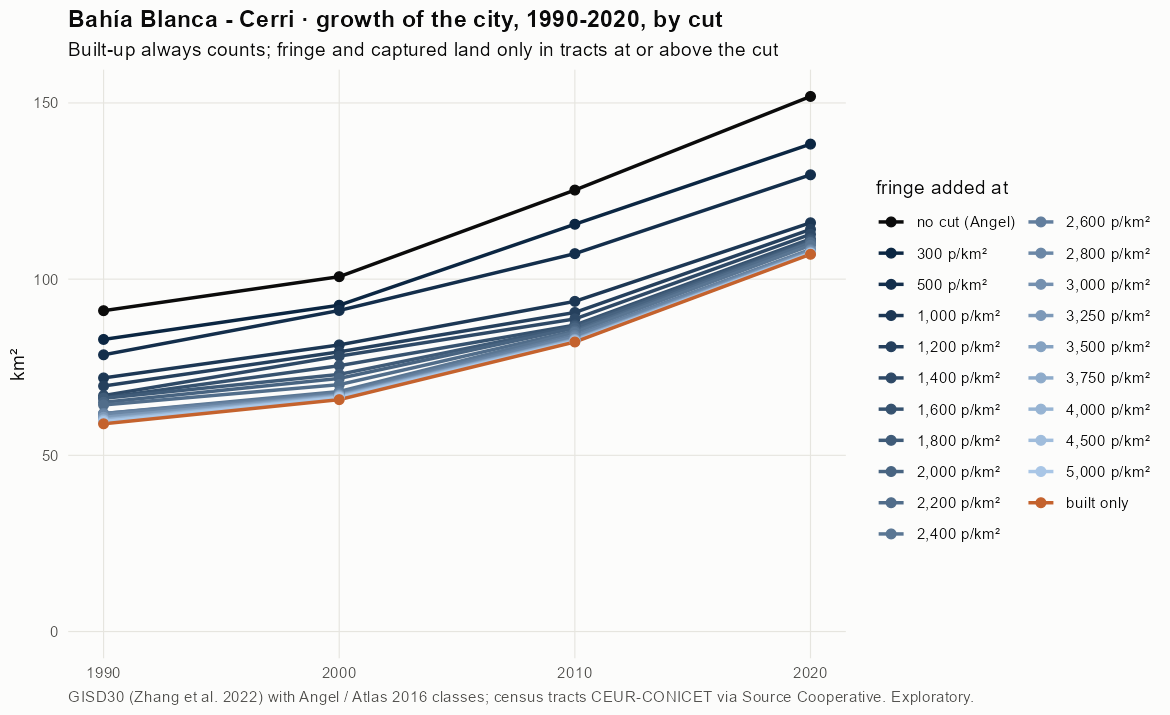 Bahía Blanca - Cerri · growth of the city, 1990-2020, by cut
Built-up always counts; fringe and captured land only in tracts at or above the cut
km²
150
100
50
0
1990
2000
2010
2020
fringe added at
no cut (Angel)
300 p/km²
500 p/km²
1,000 p/km²
1,200 p/km²
1,400 p/km²
1,600 p/km²
1,800 p/km²
2,000 p/km²
2,200 p/km²
2,400 p/km²
2,600 p/km²
2,800 p/km²
3,000 p/km²
3,250 p/km²
3,500 p/km²
3,750 p/km²
4,000 p/km²
4,500 p/km²
5,000 p/km²
built only
GISD30 (Zhang et al. 2022) with Angel / Atlas 2016 classes; census tracts CEUR-CONICET via Source Cooperative. Exploratory.